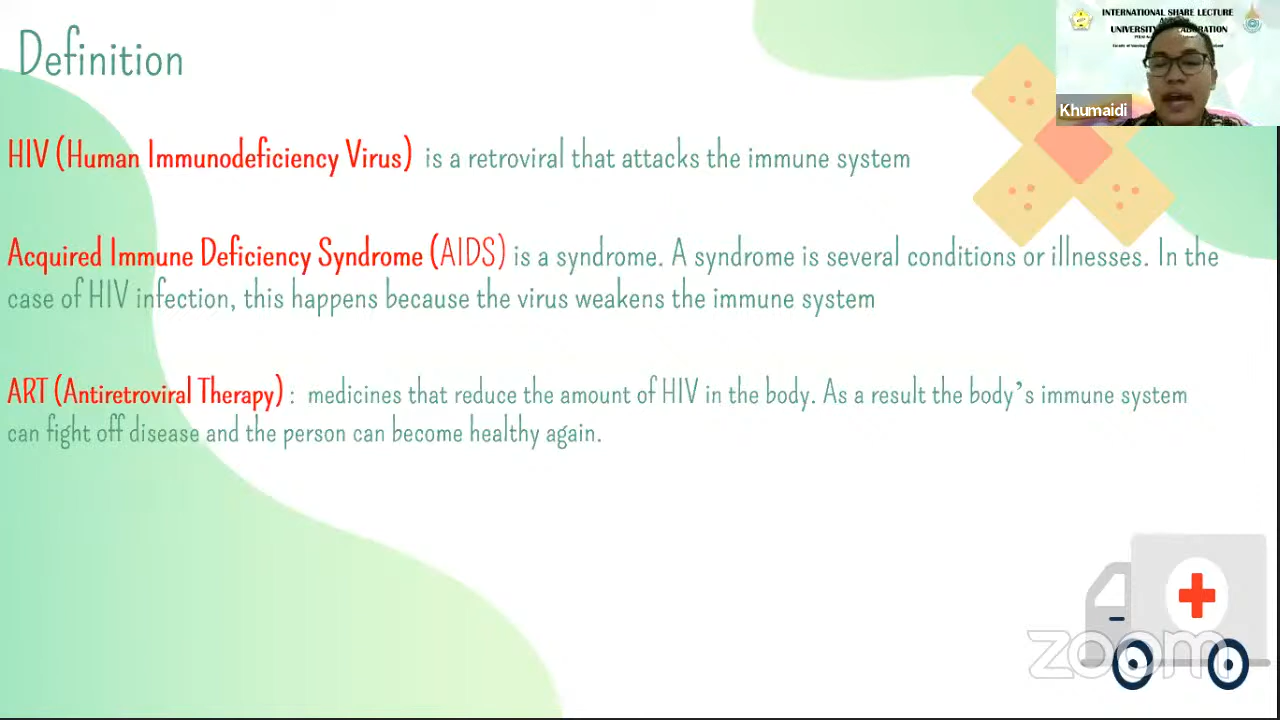 Definition
INTERNATIONAL SHARE LECTURE
UNIVERSITY
Khumaidi
HIV (Human Immunodeficiency Virus) is a retroviral that attacks the immune system
Acquired Immune Deficiency Syndrome (AIDS) is a syndrome. A syndrome is several conditions or illnesses. In the
case of HIV infection, this happens because the virus weakens the immune system
ART (Antiretroviral Therapy) : medicines that reduce the amount of HIV in the body. As a result the body's immune system
can fight off disease and the person can become healthy again.
zoom